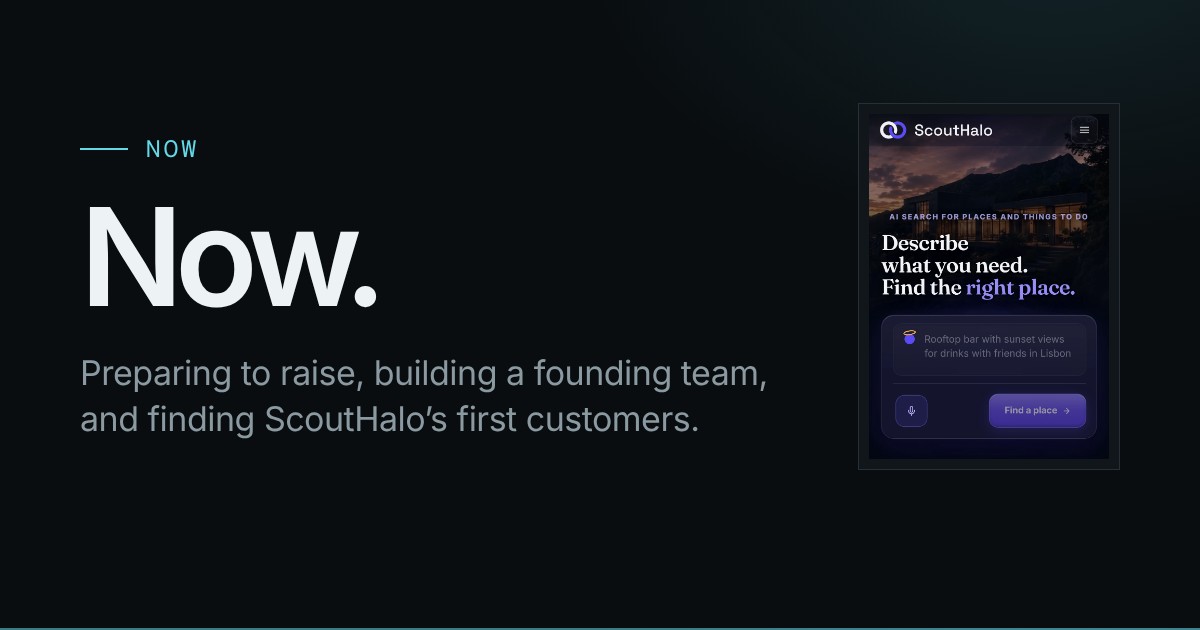 NOW
Now.
Preparing to raise, building a founding team,
and finding ScoutHalo’s first customers.
ScoutHalo
AI SEARCH FOR PLACES AND THINGS TO DO
Describe
what you need.
Find the right place.
Rooftop bar with sunset views
for drinks with friends in Lisbon
Find a place →